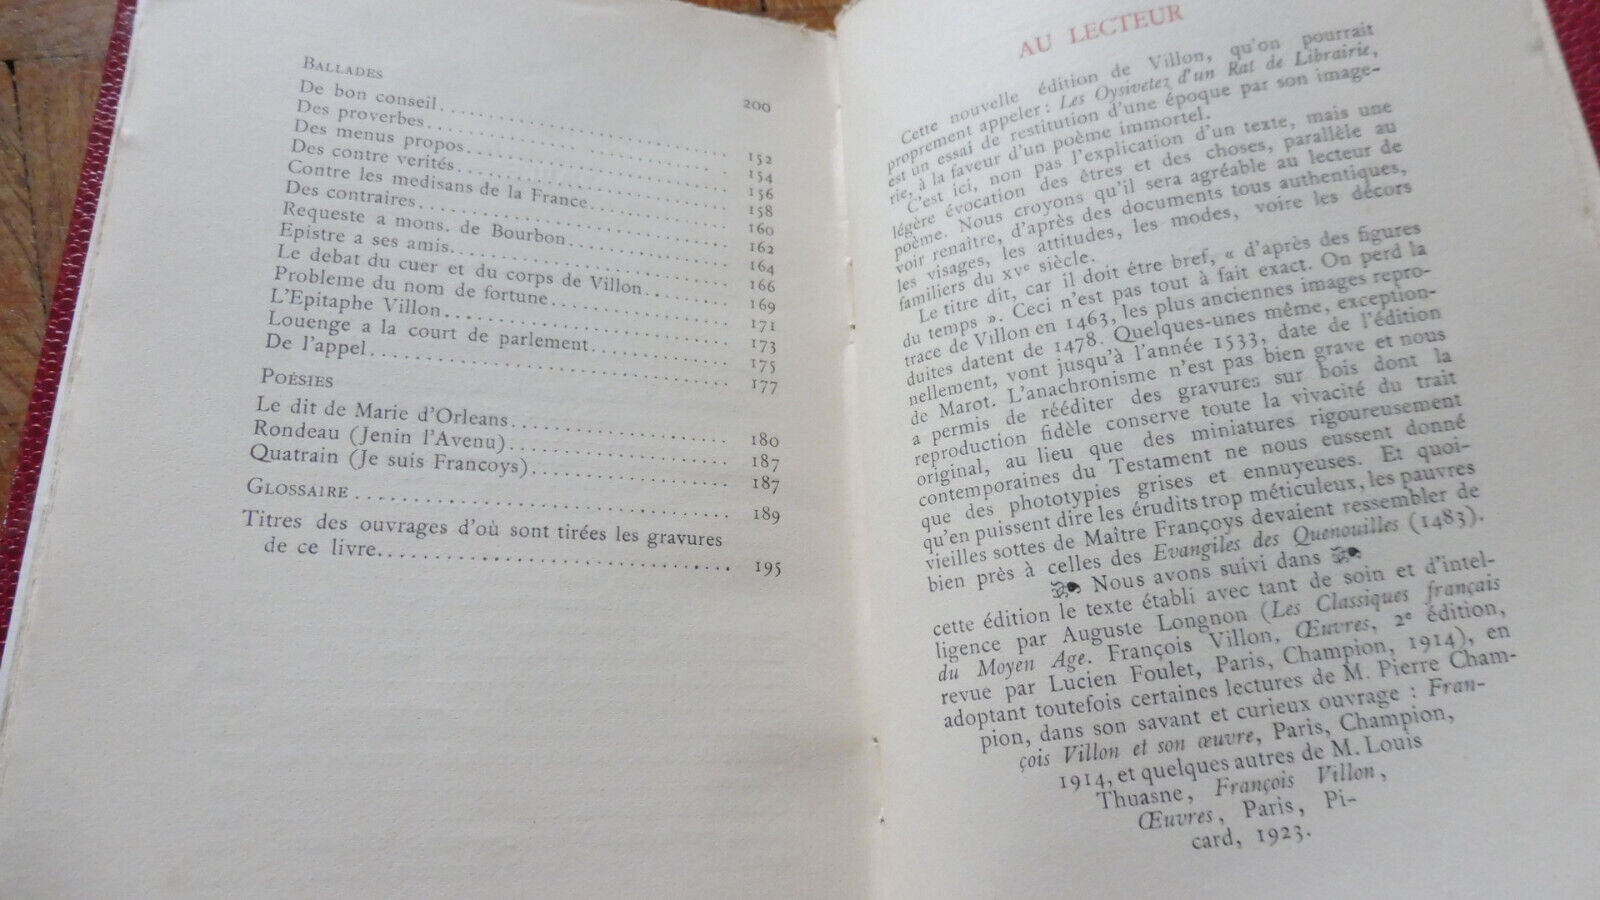 200
BALLADES
De bon conseil . . . . . . . . . . . . . . . . . . . . . . . . . . . 152
Des proverbes . . . . . . . . . . . . . . . . . . . . . . . . . . . 154
Des menus propos . . . . . . . . . . . . . . . . . . . . . . . . . 156
Des contre verités . . . . . . . . . . . . . . . . . . . . . . . . . 158
Contre les medisans de la France . . . . . . . . . . . . . . . 160
Des contraires . . . . . . . . . . . . . . . . . . . . . . . . . . . 162
Requeste a mons. de Bourbon . . . . . . . . . . . . . . . . . 164
Epistre a ses amis . . . . . . . . . . . . . . . . . . . . . . . . . 166
Le debat du cuer et du corps de Villon . . . . . . . . . . . 169
Probleme du nom de fortune . . . . . . . . . . . . . . . . . . 171
L'Epitaphe Villon . . . . . . . . . . . . . . . . . . . . . . . . . 173
Louenge a la court de parlement . . . . . . . . . . . . . . . 175
De l'appel . . . . . . . . . . . . . . . . . . . . . . . . . . . . . . 177
POÉSIES
Le dit de Marie d'Orleans . . . . . . . . . . . . . . . . . . . . 180
Rondeau (Jenin l'Avenu) . . . . . . . . . . . . . . . . . . . . . 187
Quatrain (Je suis Francoys) . . . . . . . . . . . . . . . . . . . 187
GLOSSAIRE . . . . . . . . . . . . . . . . . . . . . . . . . . . . . 189
Titres des ouvrages d'où sont tirées les gravures
de ce livre . . . . . . . . . . . . . . . . . . . . . . . . . . . . . 195
AU LECTEUR
Cette nouvelle édition de Villon, qu'on pourrait
proprement appeler : Les Oysivetez d'un Rat de Librairie,
est un essai de restitution d'une époque par son image-
rie, à la faveur d'un poème immortel.
C'est ici, non pas l'explication d'un texte, mais une
légère évocation des êtres et des choses, parallèle au
poème. Nous croyons qu'il sera agréable au lecteur de
voir renaître, d'après des documents tous authentiques,
les visages, les attitudes, les modes, voire les décors
familiers du XVe siècle.
Le titre dit, car il doit être bref, « d'après des figures
du temps ». Ceci n'est pas tout à fait exact. On perd la
trace de Villon en 1463, les plus anciennes images repro-
duites datent de 1478. Quelques-unes même, exception-
nellement, vont jusqu'à l'année 1533, date de l'édition
de Marot. L'anachronisme n'est pas bien grave et nous
a permis de rééditer des gravures sur bois dont la
reproduction fidèle conserve toute la vivacité du trait
original, au lieu que des miniatures rigoureusement
contemporaines du Testament ne nous eussent donné
que des phototypies grises et ennuyeuses. Et quoi-
qu'en puissent dire les érudits trop méticuleux, les pauvres
vieilles sottes de Maître Françoys devaient ressembler de
bien près à celles des Evangiles des Quenouilles (1483).
Nous avons suivi dans
cette édition le texte établi avec tant de soin et d'intel-
ligence par Auguste Longnon (Les Classiques français
du Moyen Age. François Villon, Œuvres, 2e édition,
revue par Lucien Foulet, Paris, Champion, 1914), en
adoptant toutefois certaines lectures de M. Pierre Cham-
pion, dans son savant et curieux ouvrage : Fran-
çois Villon et son œuvre, Paris, Champion,
1914, et quelques autres de M. Louis
Thuasne, François Villon,
Œuvres, Paris, Pi-
card, 1923.